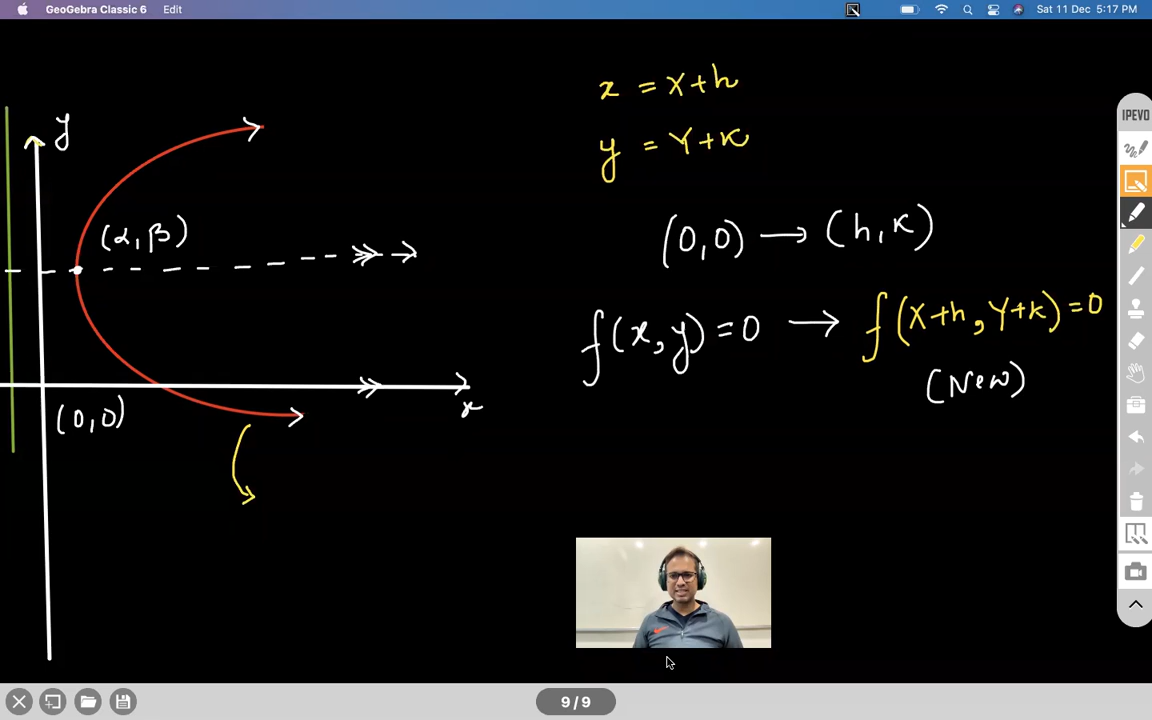 GeoGebra Classic 6 Edit
Sat 11 Dec 5:17 PM
IPEVO
y
(α, β)
(0,0)
x
x = X+h
y = Y+K
(0,0) → (h,K)
f(x,y)=0 → f(X+h, Y+K)=0
(New)
9 / 9